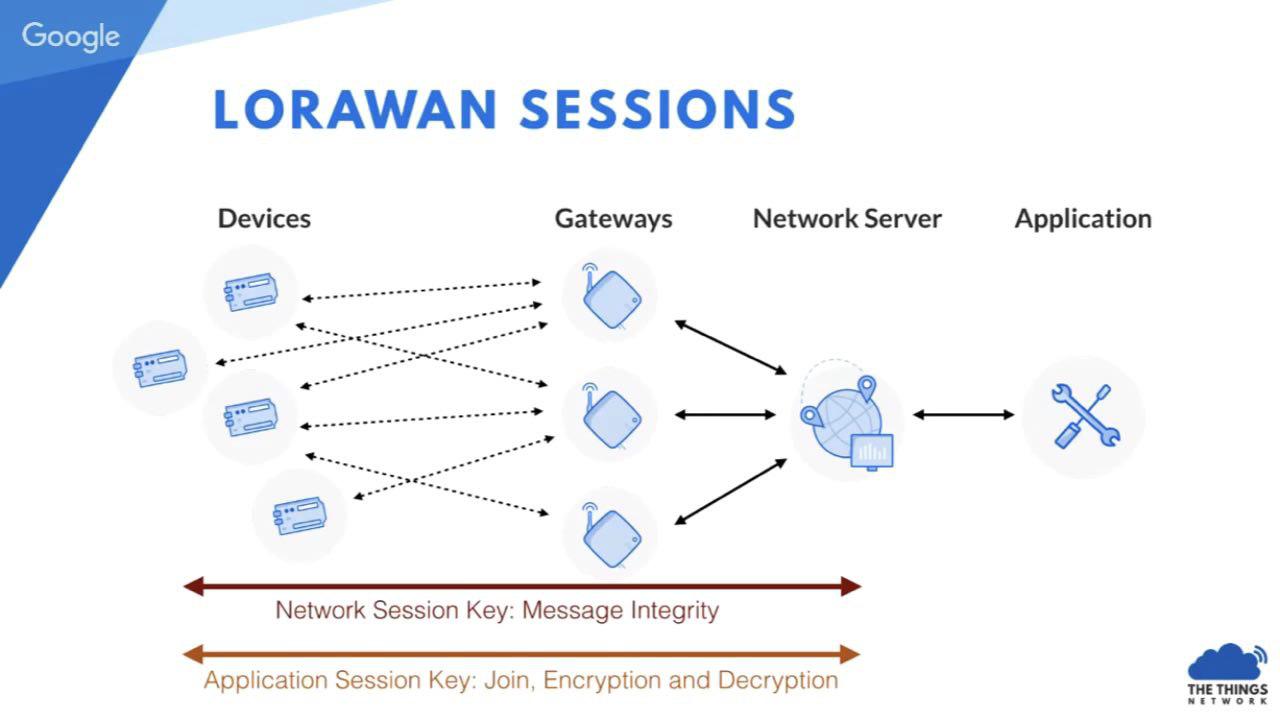 Google
LORAWAN SESSIONS
Devices
Gateways
Network Server
Application
Network Session Key: Message Integrity
Application Session Key: Join, Encryption and Decryption
THE THINGS
NETWORK